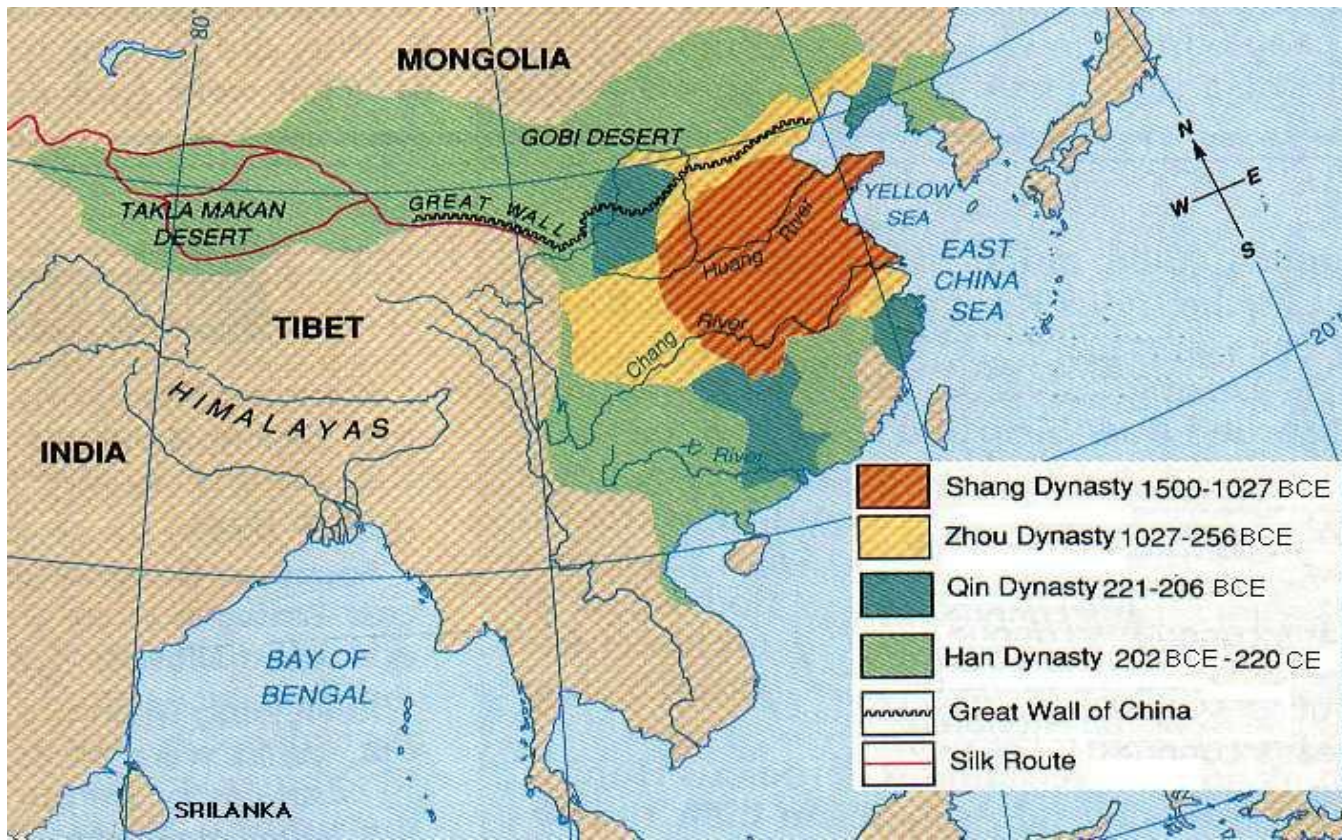 MONGOLIA
GOBI DESERT
TAKLA MAKAN
DESERT
GREAT WALL
YELLOW
SEA
EAST
CHINA
SEA
Huang
River
Chang
River
Xi River
TIBET
HIMALAYAS
INDIA
BAY OF
BENGAL
SRILANKA
N
W
E
S
20°
Shang Dynasty 1500-1027 BCE
Zhou Dynasty 1027-256 BCE
Qin Dynasty 221-206 BCE
Han Dynasty 202 BCE - 220 CE
Great Wall of China
Silk Route